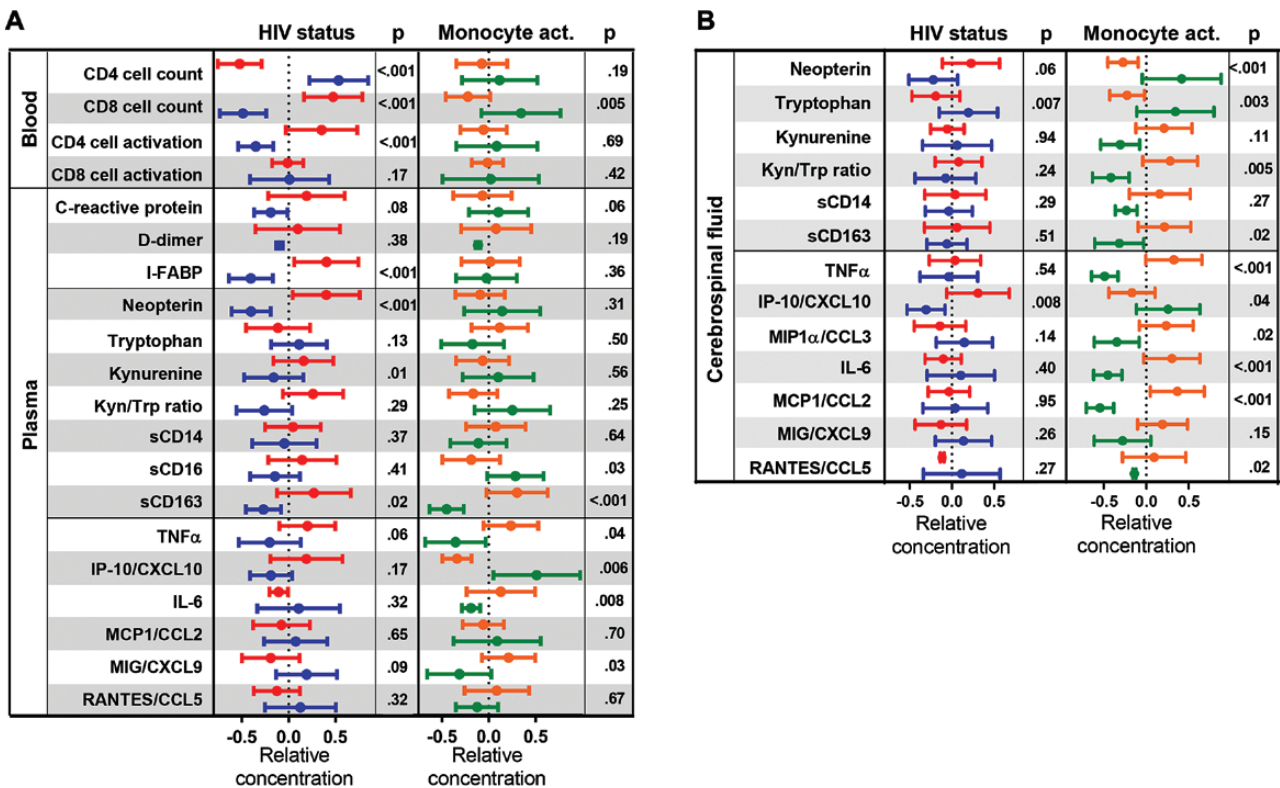 A
HIV status p Monocyte act. p
Blood
CD4 cell count <.001 .19
CD8 cell count <.001 .005
CD4 cell activation <.001 .69
CD8 cell activation .17 .42
Plasma
C-reactive protein .08 .06
D-dimer .38 .19
I-FABP <.001 .36
Neopterin <.001 .31
Tryptophan .13 .50
Kynurenine .01 .56
Kyn/Trp ratio .29 .25
sCD14 .37 .64
sCD16 .41 .03
sCD163 .02 <.001
TNFα .06 .04
IP-10/CXCL10 .17 .006
IL-6 .32 .008
MCP1/CCL2 .65 .70
MIG/CXCL9 .09 .03
RANTES/CCL5 .32 .67
-0.5 0.0 0.5 -0.5 0.0 0.5
Relative Relative
concentration concentration
B
HIV status p Monocyte act. p
Cerebrospinal fluid
Neopterin .06 <.001
Tryptophan .007 .003
Kynurenine .94 .11
Kyn/Trp ratio .24 .005
sCD14 .29 .27
sCD163 .51 .02
TNFα .54 <.001
IP-10/CXCL10 .008 .04
MIP1α/CCL3 .14 .02
IL-6 .40 <.001
MCP1/CCL2 .95 <.001
MIG/CXCL9 .26 .15
RANTES/CCL5 .27 .02
-0.5 0.0 0.5 -0.5 0.0 0.5
Relative Relative
concentration concentration